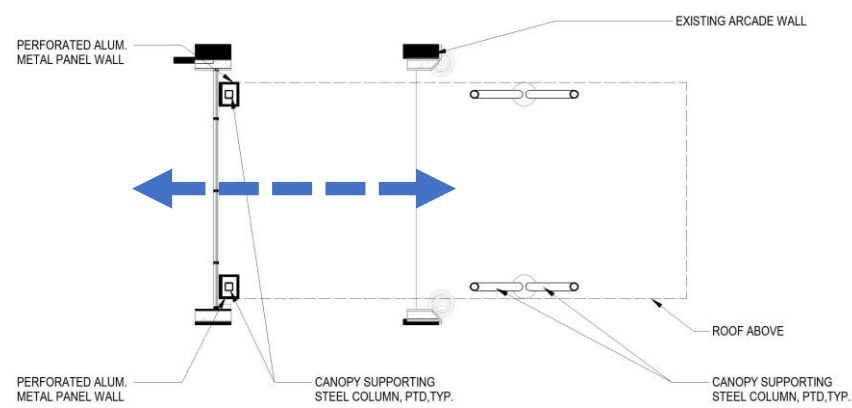 EXISTING ARCADE WALL
PERFORATED ALUM.
METAL PANEL WALL
ROOF ABOVE
PERFORATED ALUM.
METAL PANEL WALL
CANOPY SUPPORTING
STEEL COLUMN, PTD,TYP.
CANOPY SUPPORTING
STEEL COLUMN, PTD,TYP.